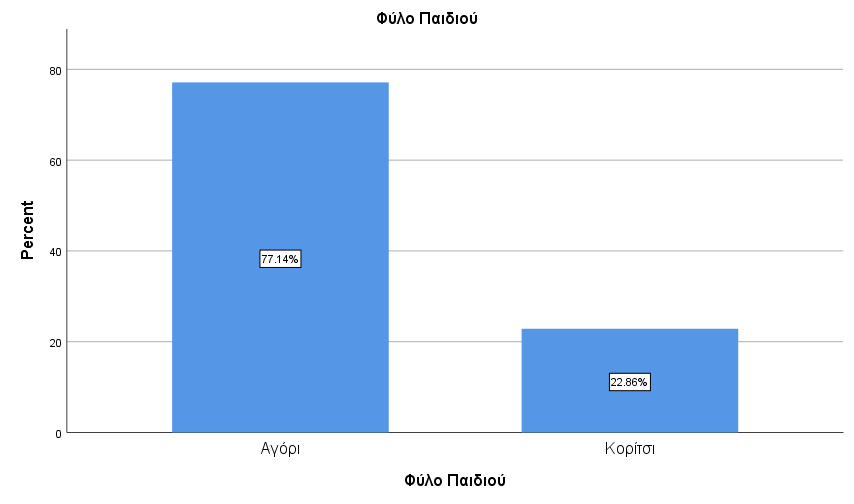 Φύλο Παιδιού
80
60
40
20
0
Percent
77.14%
22.86%
Αγόρι
Κορίτσι
Φύλο Παιδιού